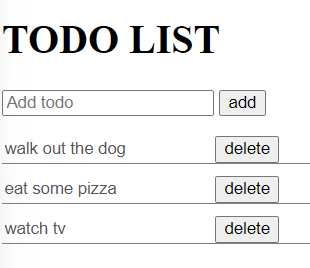 TODO LIST
Add todo add
walk out the dog delete
eat some pizza delete
watch tv delete